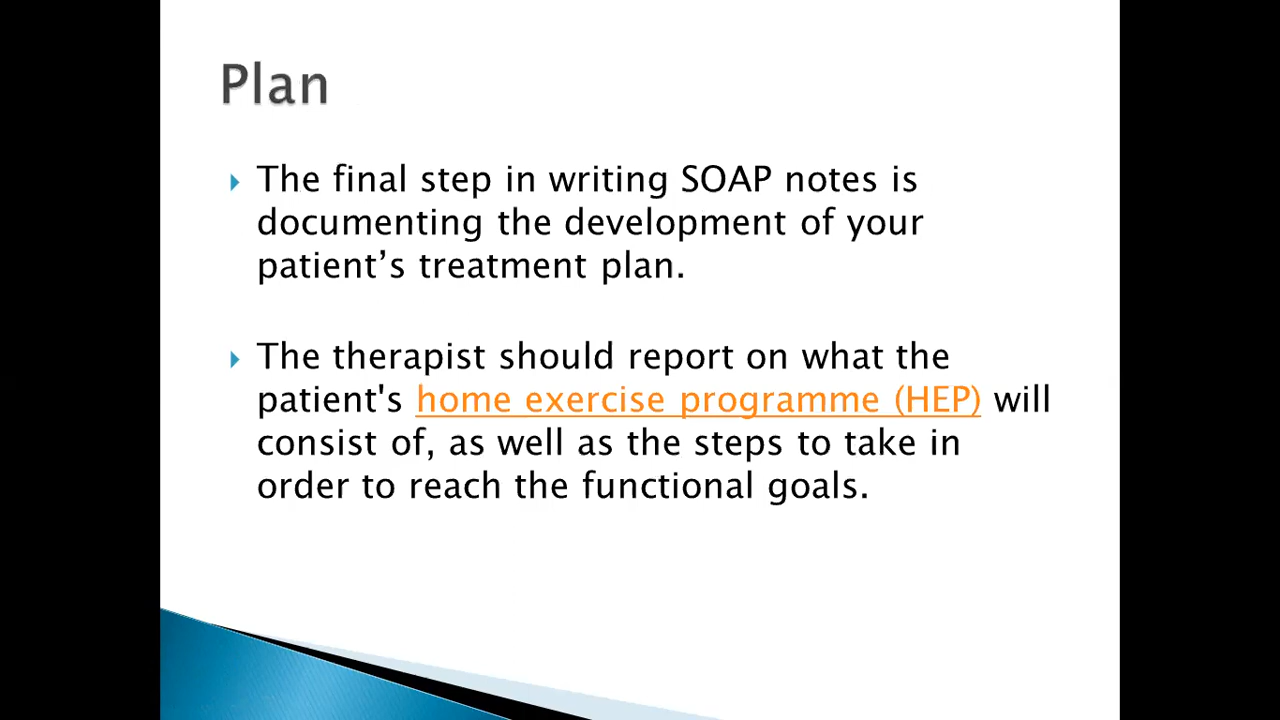 Plan
The final step in writing SOAP notes is
documenting the development of your
patient’s treatment plan.
The therapist should report on what the
patient's home exercise programme (HEP) will
consist of, as well as the steps to take in
order to reach the functional goals.